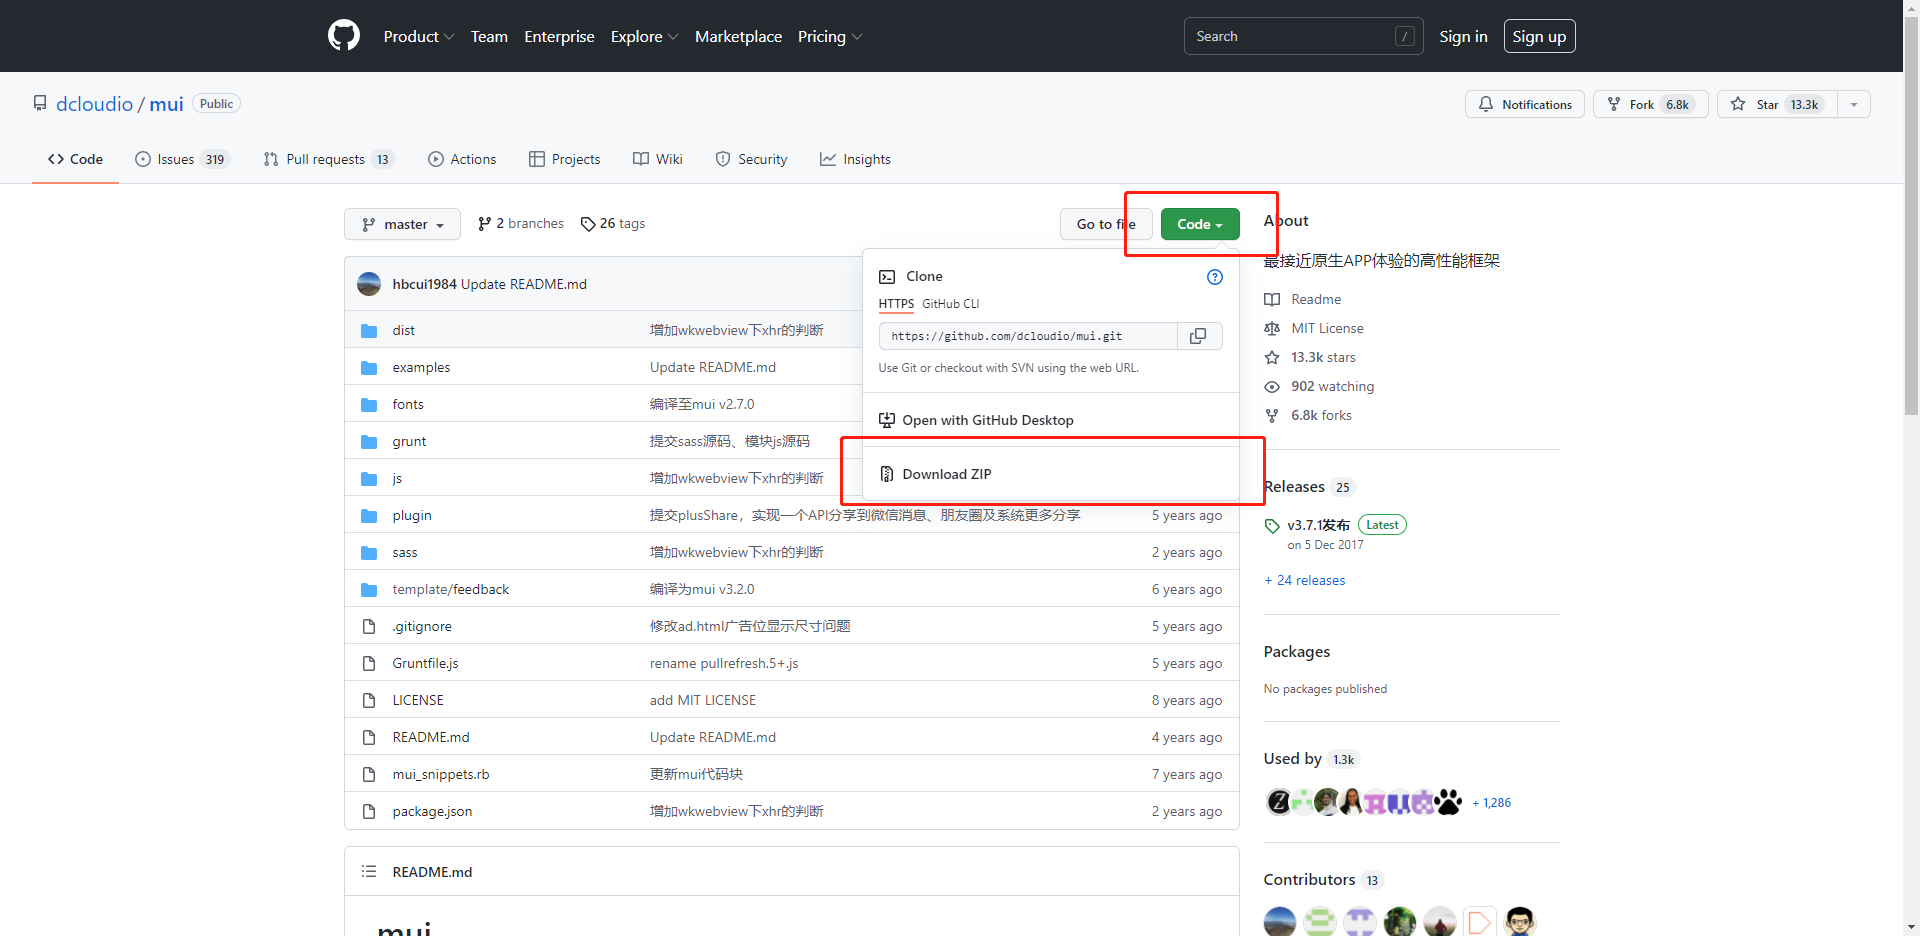 Product Team Enterprise Explore Marketplace Pricing Search / Sign in Sign up
dcloudio / mui Public Notifications Fork 6.8k Star 13.3k
Code Issues 319 Pull requests 13 Actions Projects Wiki Security Insights
master 2 branches 26 tags Go to file Code
hbcui1984 Update README.md
dist 增加wkwebview下xhr的判断
examples Update README.md
fonts 编译至mui v2.7.0
grunt 提交sass源码、模块js源码
js 增加wkwebview下xhr的判断
plugin 提交plusShare，实现一个API分享到微信消息、朋友圈及系统更多分享 5 years ago
sass 增加wkwebview下xhr的判断 2 years ago
template/feedback 编译为mui v3.2.0 6 years ago
.gitignore 修改ad.html广告位显示尺寸问题 5 years ago
Gruntfile.js rename pullrefresh.5+.js 5 years ago
LICENSE add MIT LICENSE 8 years ago
README.md Update README.md 4 years ago
mui_snippets.rb 更新mui代码块 7 years ago
package.json 增加wkwebview下xhr的判断 2 years ago
Clone
HTTPS GitHub CLI
https://github.com/dcloudio/mui.git
Use Git or checkout with SVN using the web URL.
Open with GitHub Desktop
Download ZIP
README.md
mui
About
最接近原生APP体验的高性能框架
Readme
MIT License
13.3k stars
902 watching
6.8k forks
Releases 25
v3.7.1发布 Latest
on 5 Dec 2017
+ 24 releases
Packages
No packages published
Used by 1.3k
+ 1,286
Contributors 13